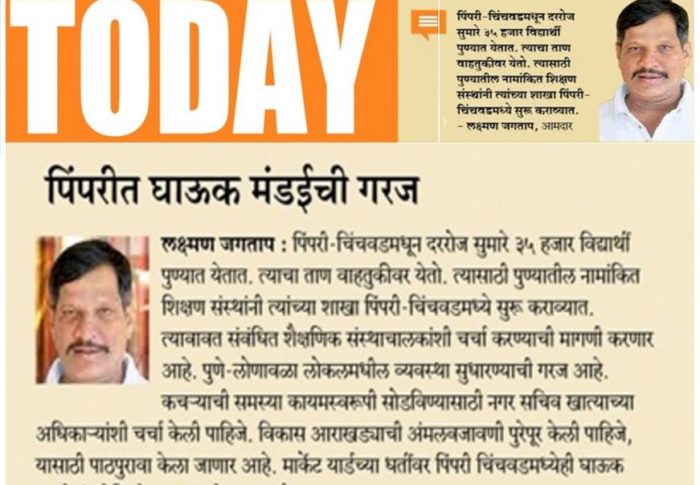 TODAY
पिंपरी-चिंचवडमधून दररोज
सुमारे ३५ हजार विद्यार्थी
पुण्यात येतात. त्याचा ताण
वाहतुकीवर येतो. त्यासाठी
पुण्यातील नामांकित शिक्षण
संस्थांनी त्यांच्या शाखा पिंपरी-
चिंचवडमध्ये सुरू कराव्यात.
- लक्ष्मण जगताप, आमदार
पिंपरीत घाऊक मंडईची गरज
लक्ष्मण जगताप : पिंपरी-चिंचवडमधून दररोज सुमारे ३५ हजार विद्यार्थी
पुण्यात येतात. त्याचा ताण वाहतुकीवर येतो. त्यासाठी पुण्यातील नामांकित
शिक्षण संस्थांनी त्यांच्या शाखा पिंपरी-चिंचवडमध्ये सुरू कराव्यात.
त्यावावत संवंधित शैक्षणिक संस्थाचालकांशी चर्चा करण्याची मागणी करणार
आहे. पुणे-लोणावळा लोकलमधील व्यवस्था सुधारण्याची गरज आहे.
कचऱ्याची समस्या कायमस्वरूपी सोडविण्यासाठी नगर सचिव खात्याच्या
अधिकाऱ्यांशी चर्चा केली पाहिजे. विकास आराखड्याची अंमलवजावणी पुरेपूर केली पाहिजे,
यासाठी पाठपुरावा केला जाणार आहे. मार्केट यार्डच्या धर्तीवर पिंपरी चिंचवडमध्येही घाऊक